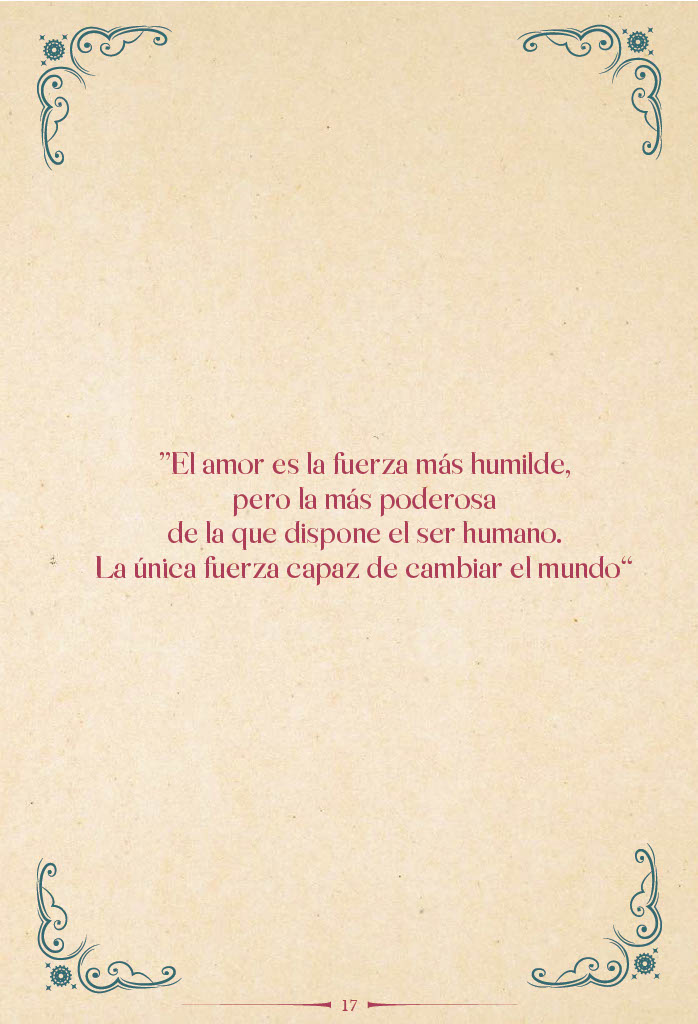 ”El amor es la fuerza más humilde,
pero la más poderosa
de la que dispone el ser humano.
La única fuerza capaz de cambiar el mundo“
17